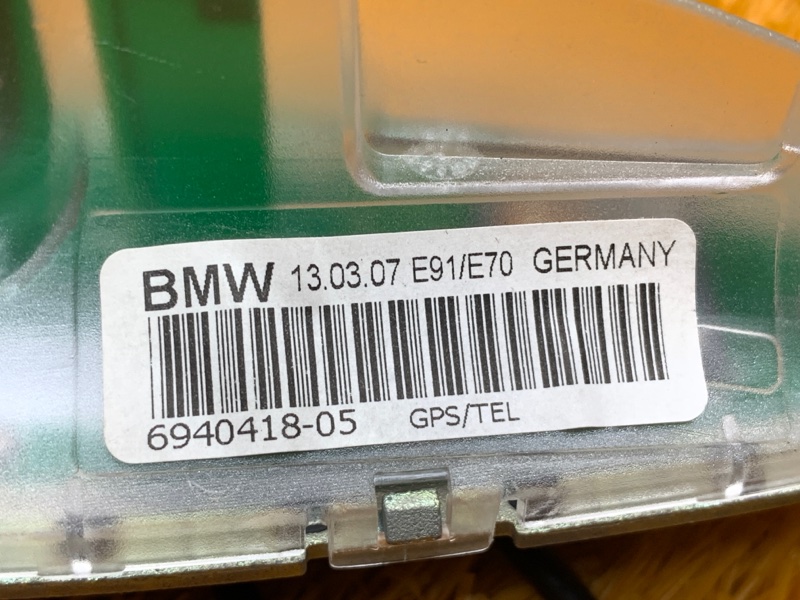 BMW 13.03.07 E91/E70 GERMANY
6940418-05 GPS/TEL